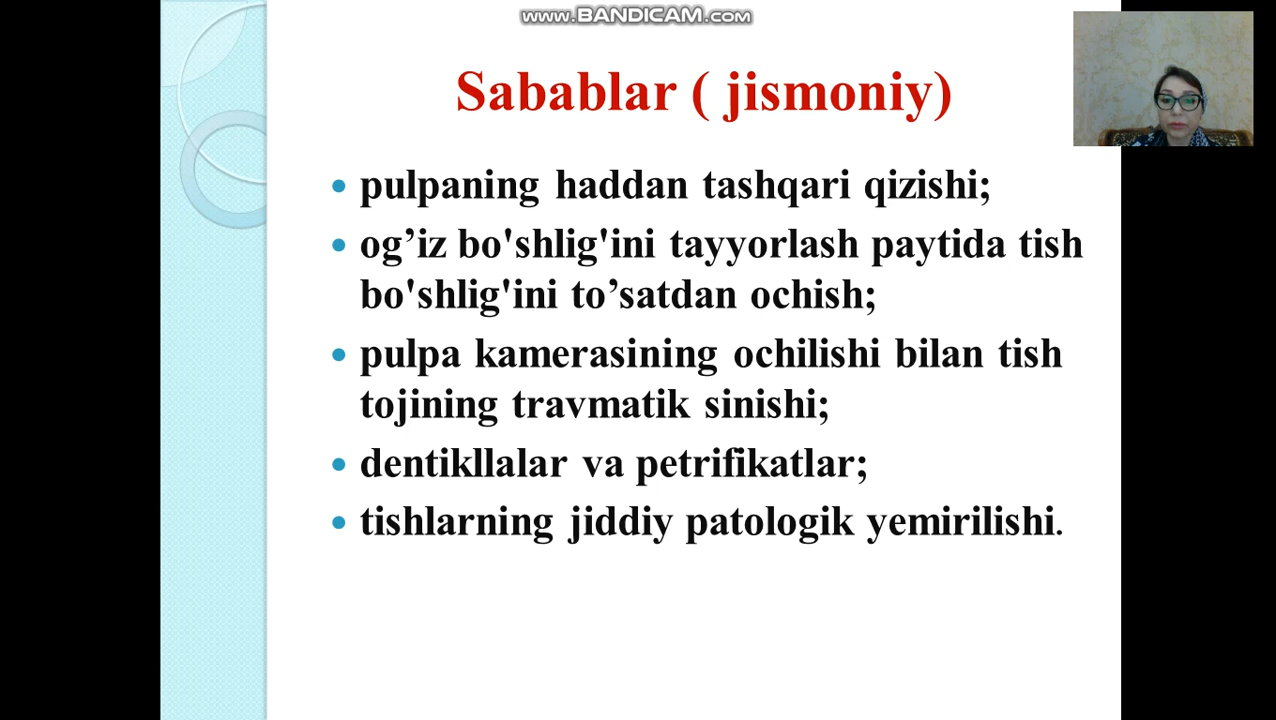 www.BANDICAM.com
Sabablar ( jismoniy)
pulpaning haddan tashqari qizishi;
og’iz bo'shlig'ini tayyorlash paytida tish
bo'shlig'ini to’satdan ochish;
pulpa kamerasining ochilishi bilan tish
tojining travmatik sinishi;
dentikllalar va petrifikatlar;
tishlarning jiddiy patologik yemirilishi.